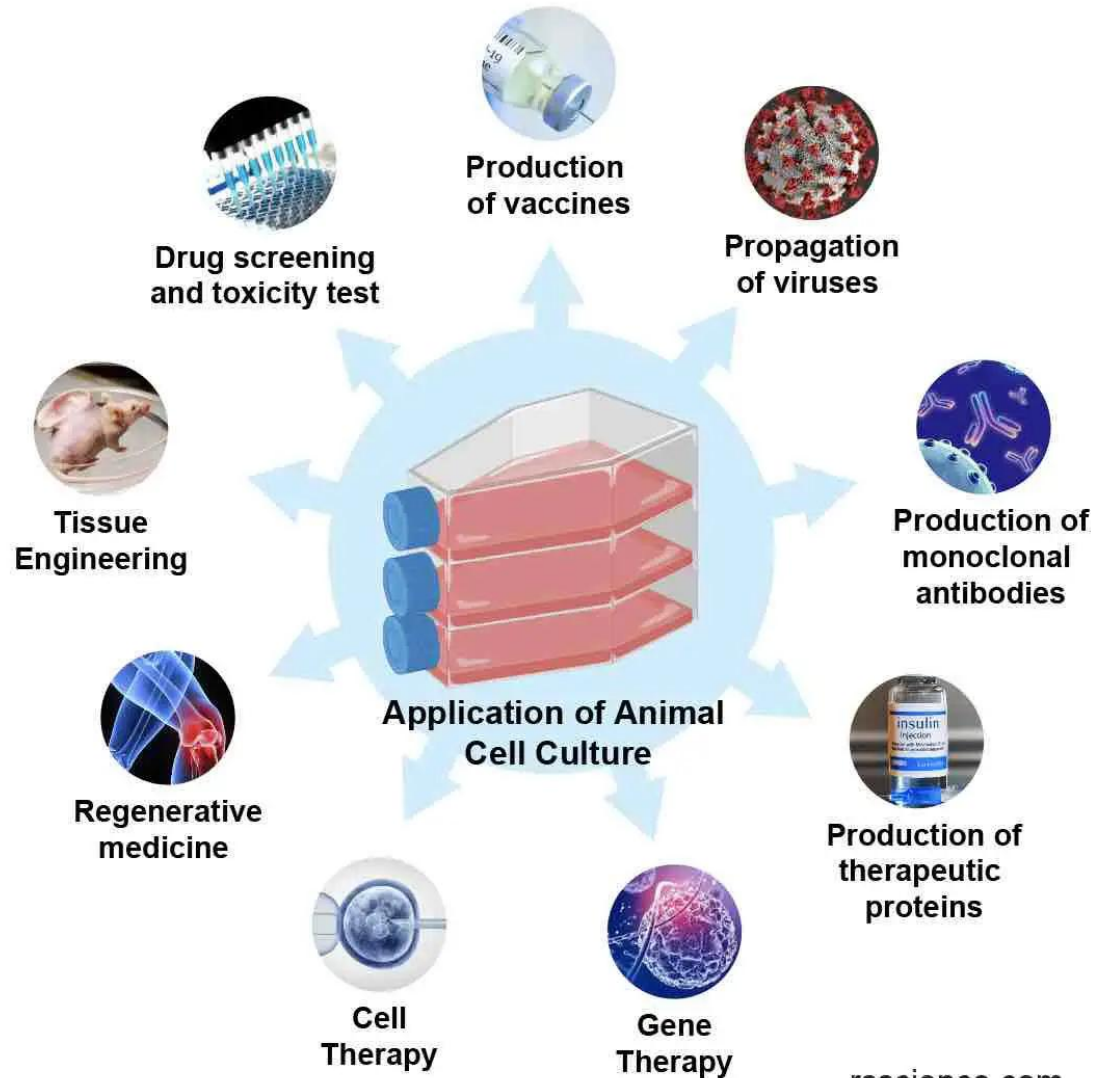 -19
Production
of vaccines
Drug screening
and toxicity test
Propagation
of viruses
Tissue
Engineering
Production of
monoclonal
antibodies
Application of Animal
Cell Culture
Regenerative
medicine
insulin
Injection
Production of
therapeutic
proteins
Cell
Therapy
Gene
Therapy